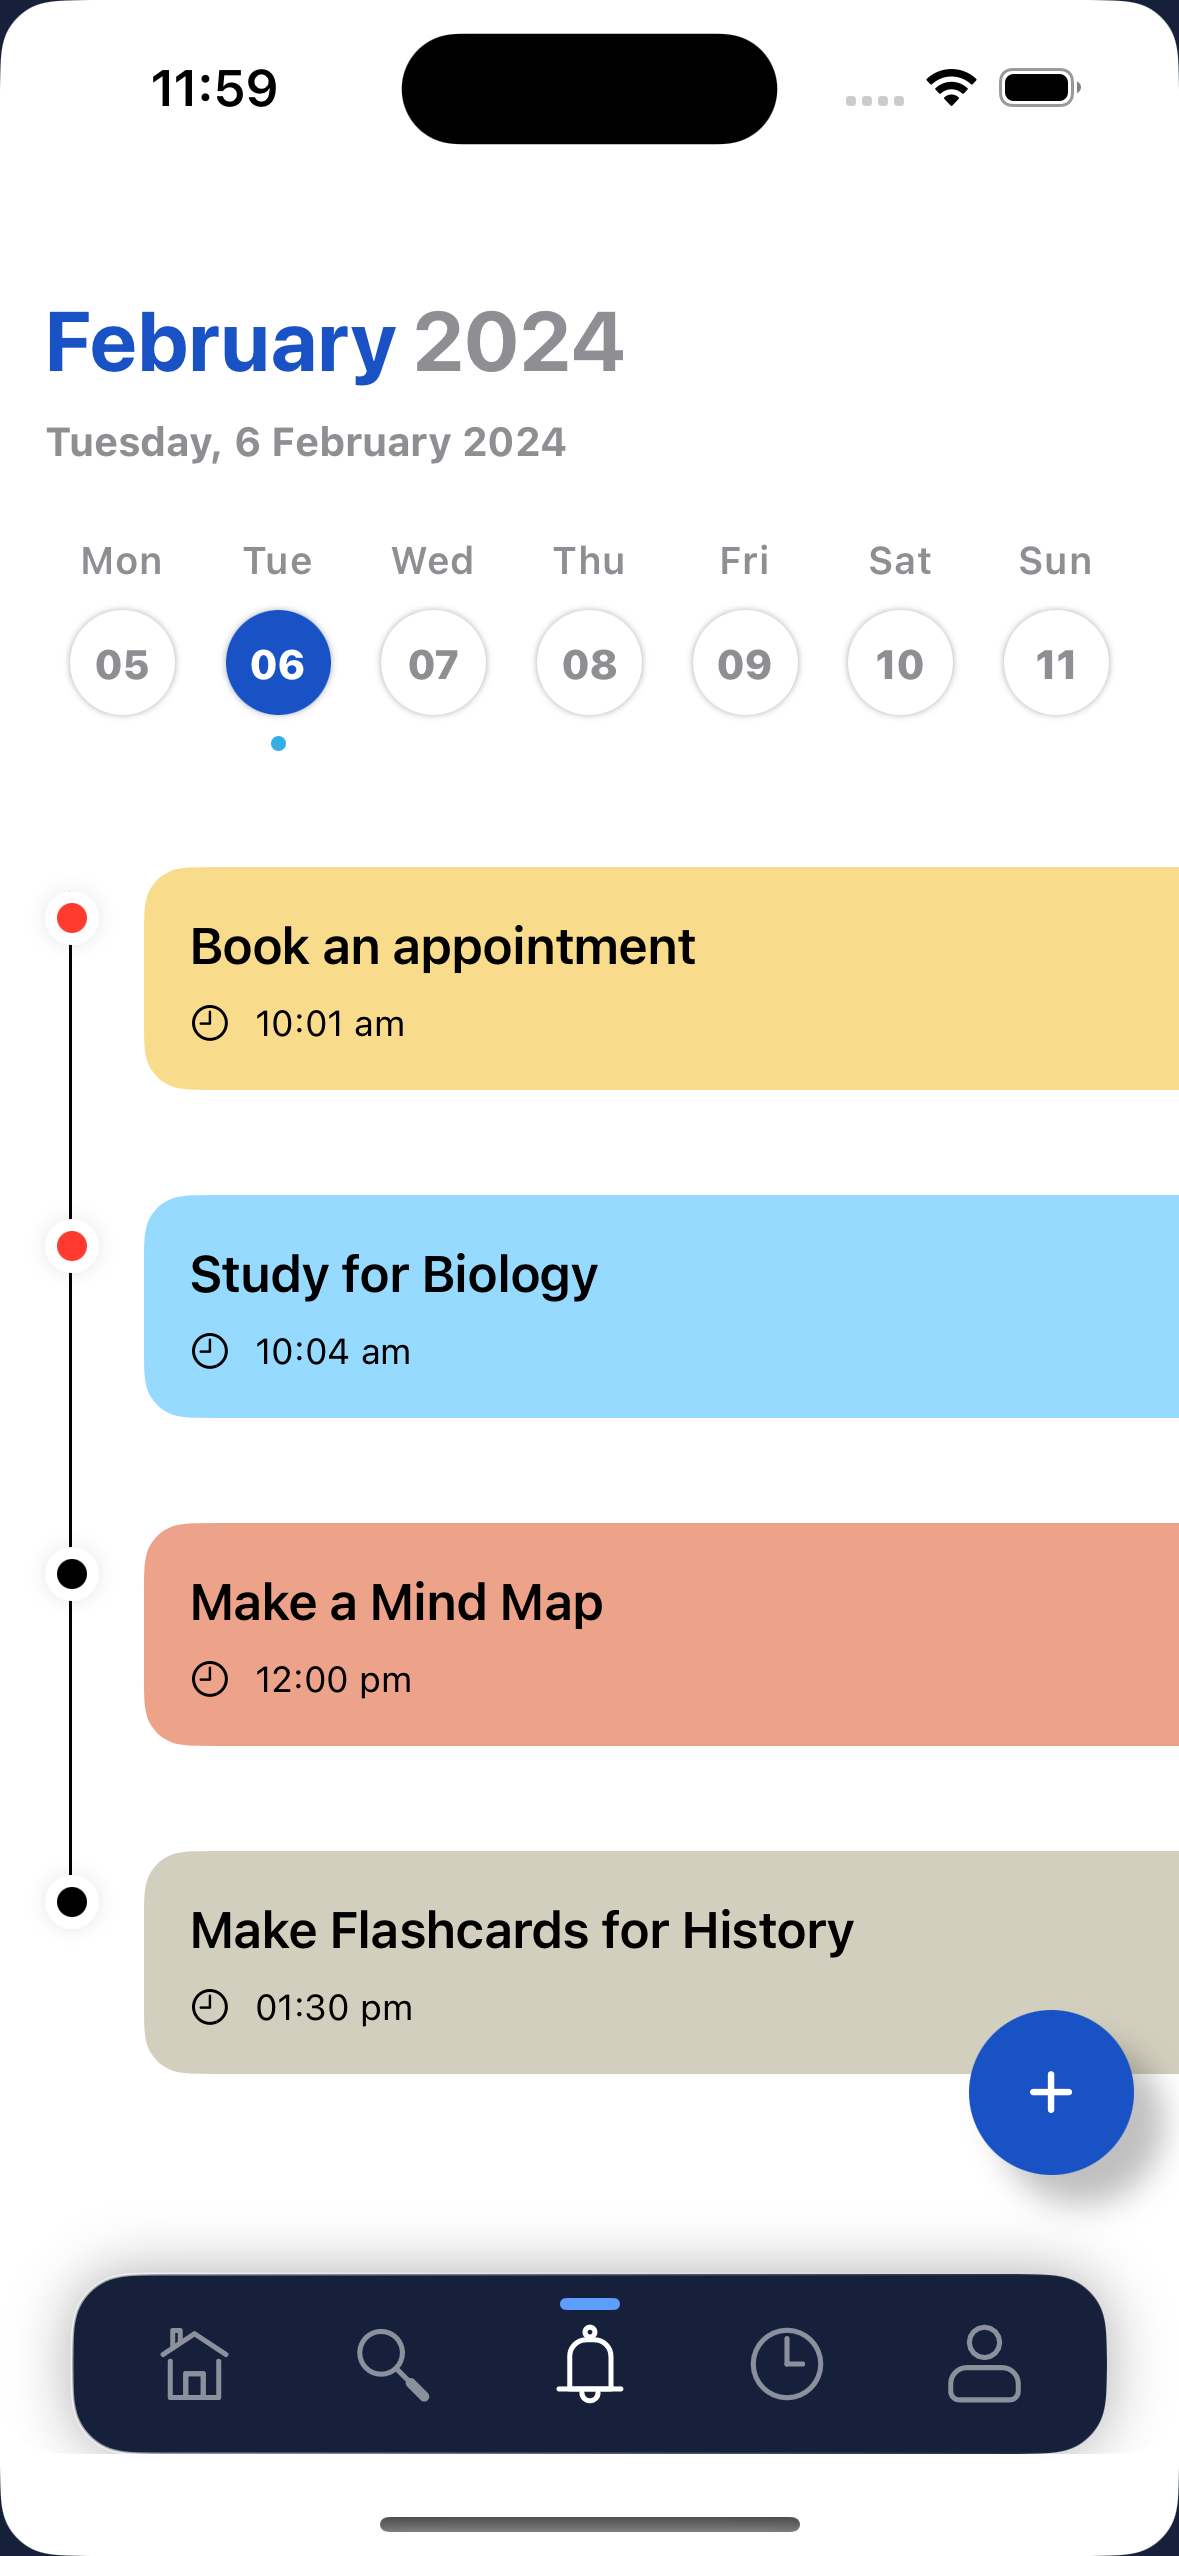 11:59
February 2024
Tuesday, 6 February 2024
Mon Tue Wed Thu Fri Sat Sun
05 06 07 08 09 10 11
Book an appointment
10:01 am
Study for Biology
10:04 am
Make a Mind Map
12:00 pm
Make Flashcards for History
01:30 pm